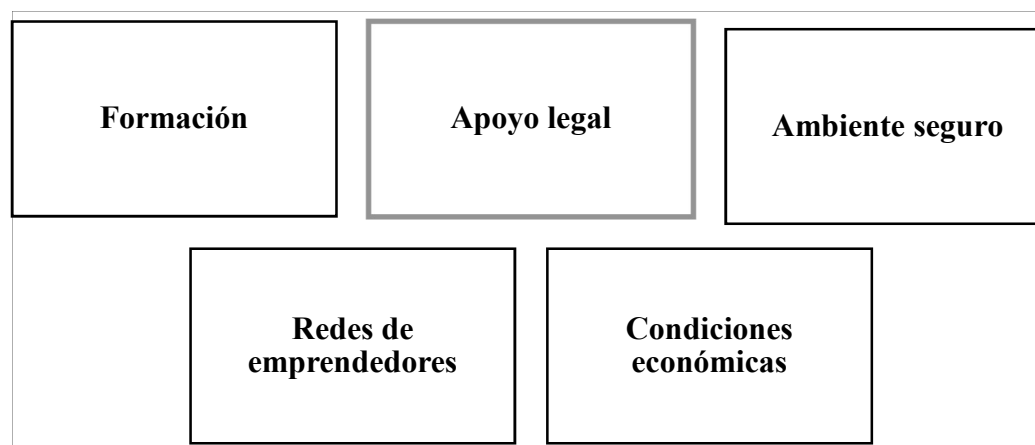 Formación
Apoyo legal
Ambiente seguro
Redes de
emprendedores
Condiciones
económicas